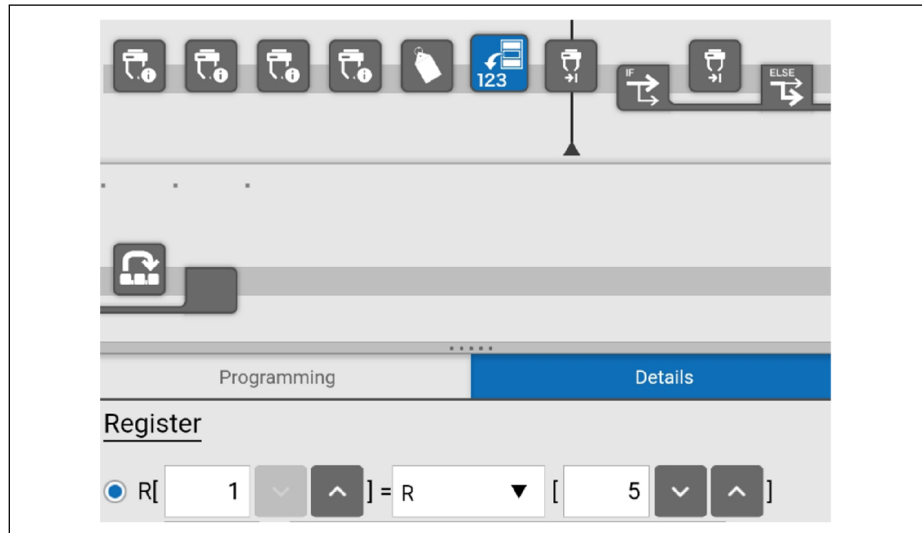 123
IF
ELSE
Programming Details
Register
R[ 1 ] = R ▼ [ 5 ]